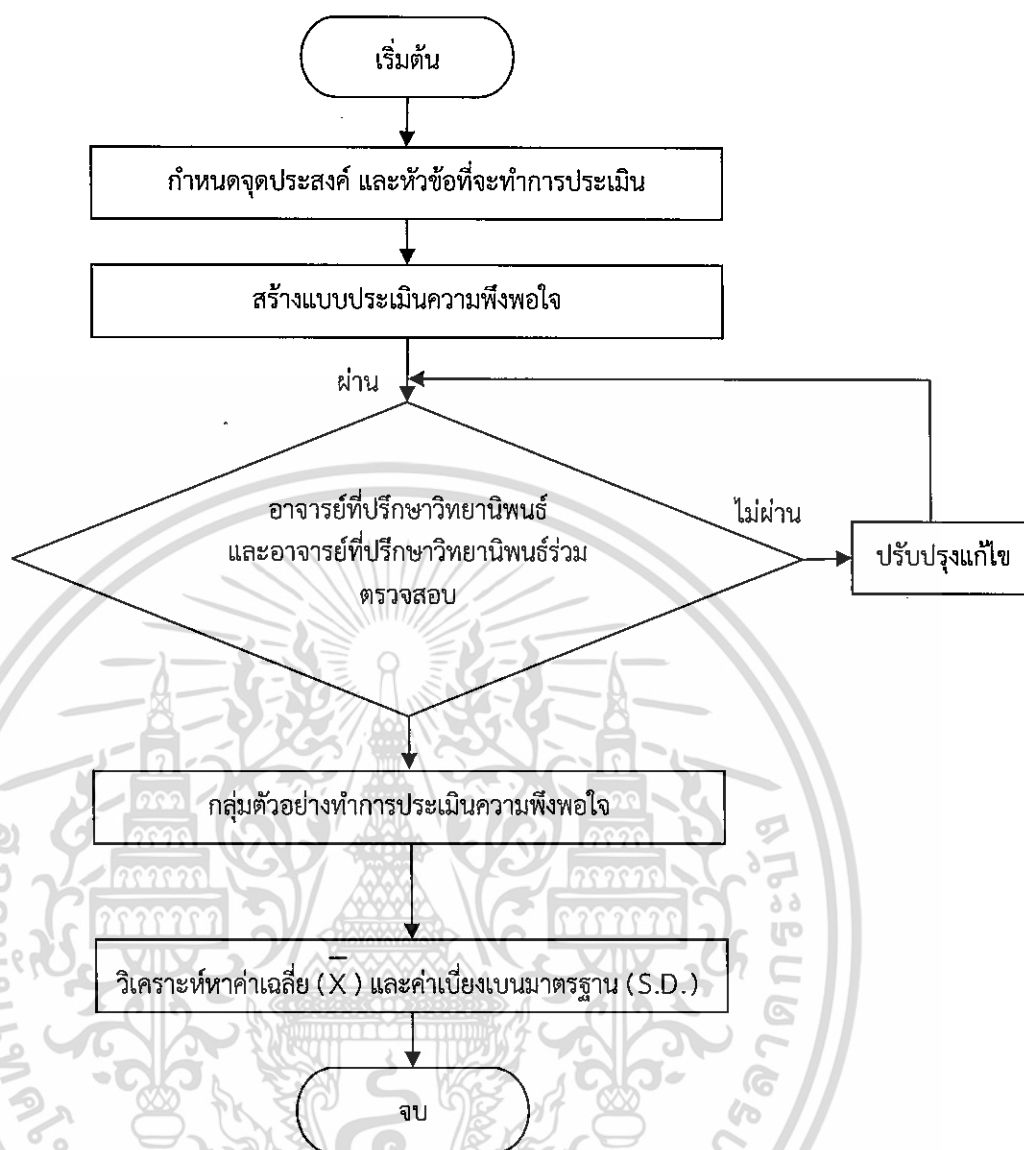 เริ่มต้น
กำหนดจุดประสงค์ และหัวข้อที่จะทำการประเมิน
สร้างแบบประเมินความพึงพอใจ
ผ่าน
อาจารย์ที่ปรึกษาวิทยานิพนธ์
และอาจารย์ที่ปรึกษาวิทยานิพนธ์ร่วม
ตรวจสอบ
ไม่ผ่าน
ปรับปรุงแก้ไข
กลุ่มตัวอย่างทำการประเมินความพึงพอใจ
วิเคราะห์หาค่าเฉลี่ย (X̄) และค่าเบี่ยงเบนมาตรฐาน (S.D.)
จบ